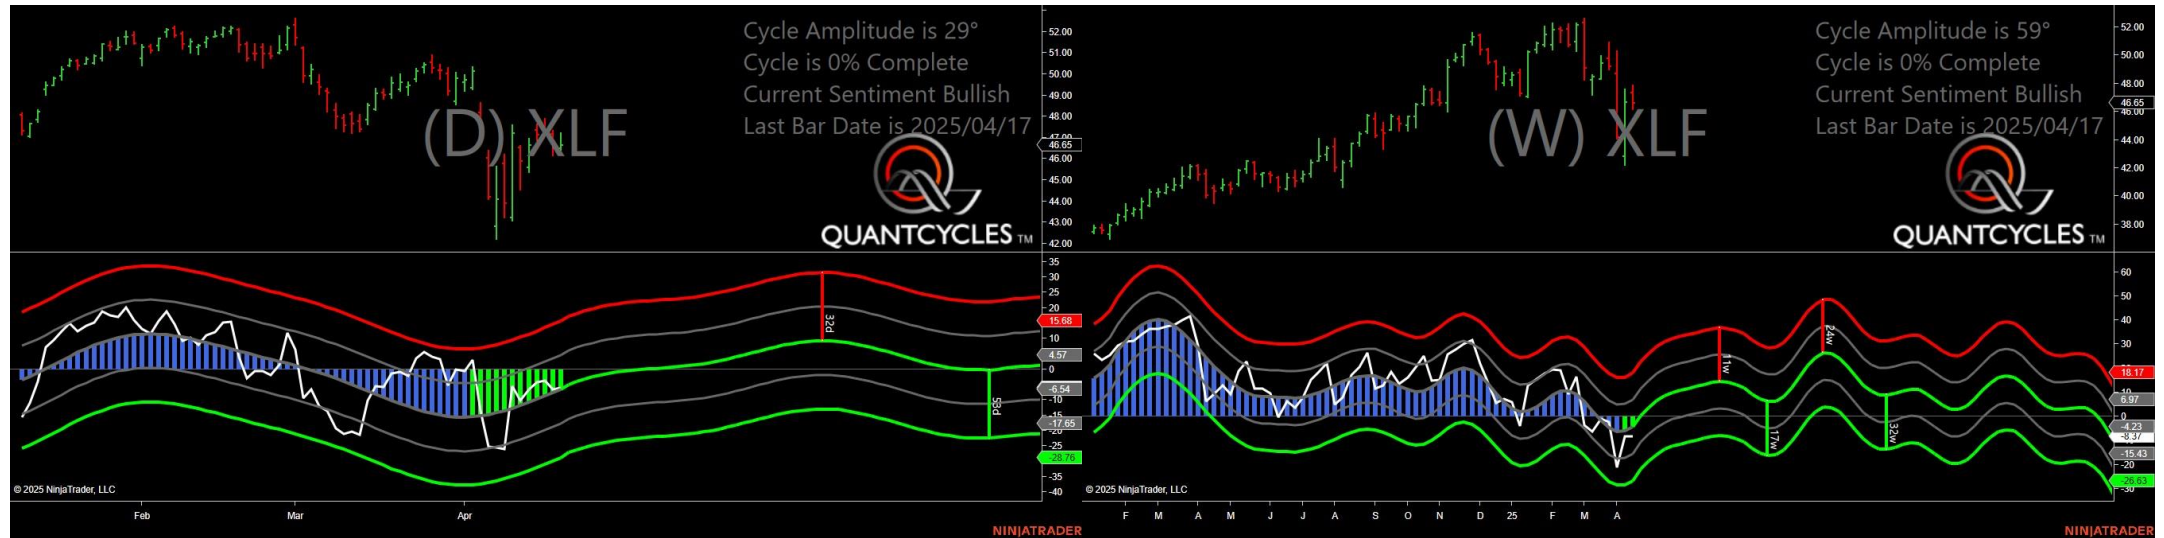 Cycle Amplitude is 29°
Cycle is 0% Complete
Current Sentiment Bullish
Last Bar Date is 2025/04/17
(D) XLF
QUANTCYCLES TM
52.00
51.00
50.00
49.00
48.00
47.00
46.65
46.00
45.00
44.00
43.00
42.00
35
30
25
20
15.68
10
4.57
0
-6.54
-10
-15
-17.65
-20
-25
-28.76
-35
-40
32d
53d
© 2025 NinjaTrader, LLC
Feb
Mar
Apr
NINJATRADER
Cycle Amplitude is 59°
Cycle is 0% Complete
Current Sentiment Bullish
Last Bar Date is 2025/04/17
(W) XLF
QUANTCYCLES TM
52.00
50.00
48.00
46.65
46.00
44.00
42.00
40.00
38.00
60
50
40
30
18.17
10
6.97
0
-4.23
-8.37
-15.43
-20
-26.63
-30
11w
17w
24w
32w
© 2025 NinjaTrader, LLC
F M A M J J A S O N D 25 F M A
NINJATRADER